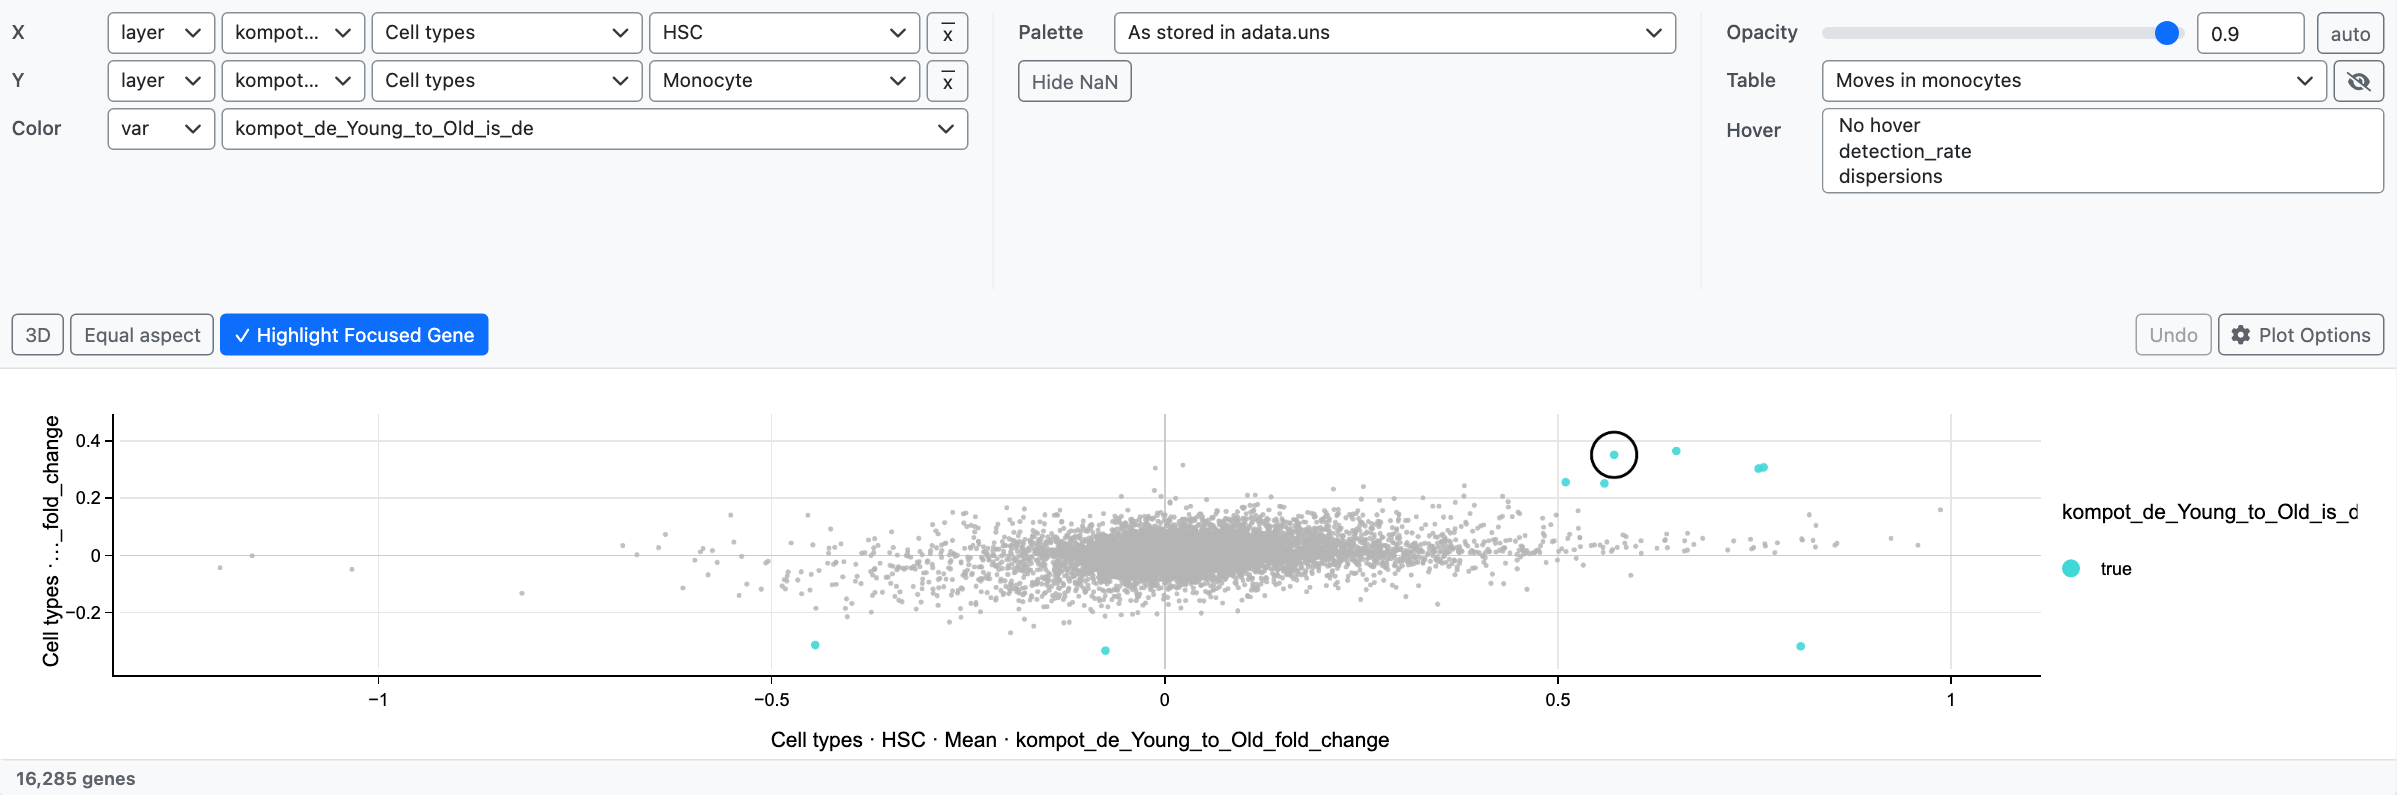 X layer kompot... Cell types HSC x
Y layer kompot... Cell types Monocyte x
Color var kompot_de_Young_to_Old_is_de
Palette As stored in adata.uns
Hide NaN
Opacity 0.9 auto
Table Moves in monocytes
Hover No hover
detection_rate
dispersions
3D Equal aspect ✓ Highlight Focused Gene Undo Plot Options
Cell types · ..._fold_change
0.4
0.2
0
−0.2
−1 −0.5 0 0.5 1
Cell types · HSC · Mean · kompot_de_Young_to_Old_fold_change
kompot_de_Young_to_Old_is_d
true
16,285 genes